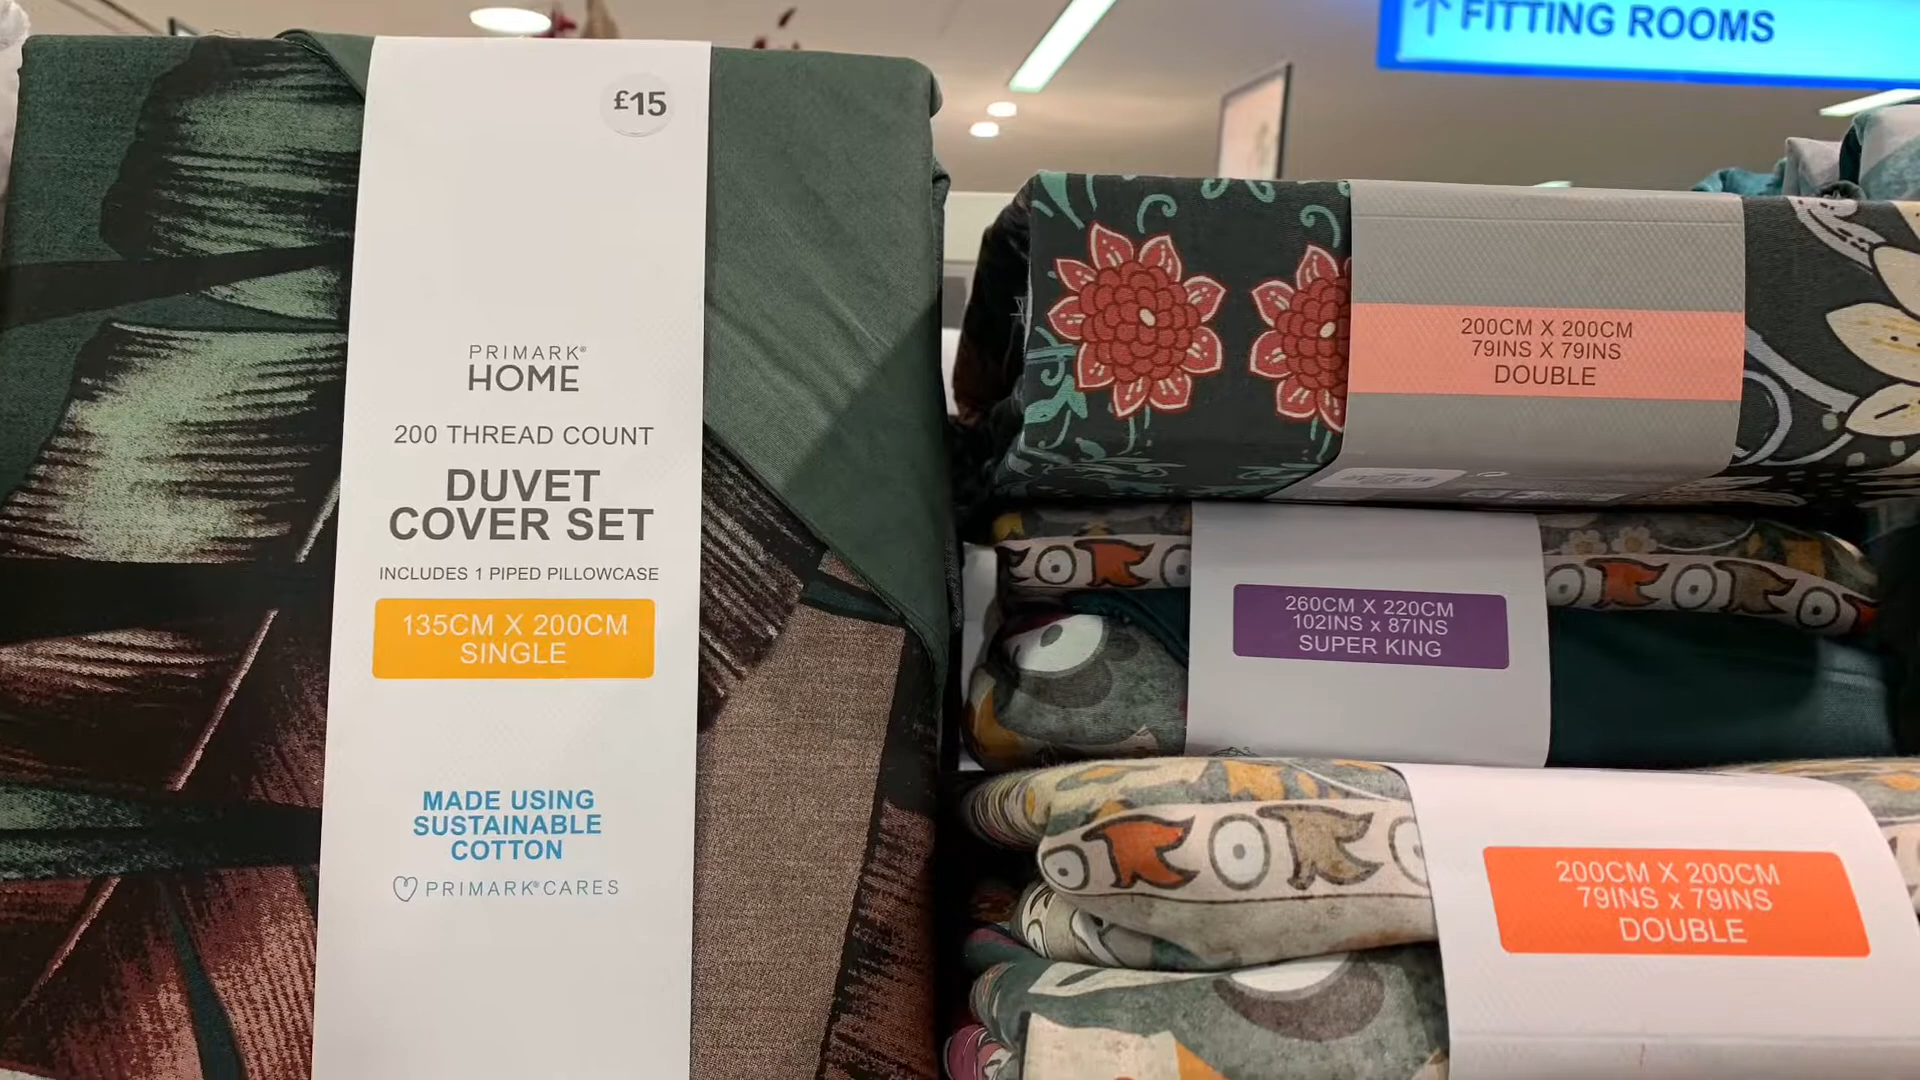 ↑ FITTING ROOMS
£15
PRIMARK®
HOME
200 THREAD COUNT
DUVET
COVER SET
INCLUDES 1 PIPED PILLOWCASE
135CM X 200CM
SINGLE
MADE USING
SUSTAINABLE
COTTON
PRIMARK®CARES
200CM X 200CM
79INS X 79INS
DOUBLE
260CM X 220CM
102INS x 87INS
SUPER KING
200CM X 200CM
79INS x 79INS
DOUBLE